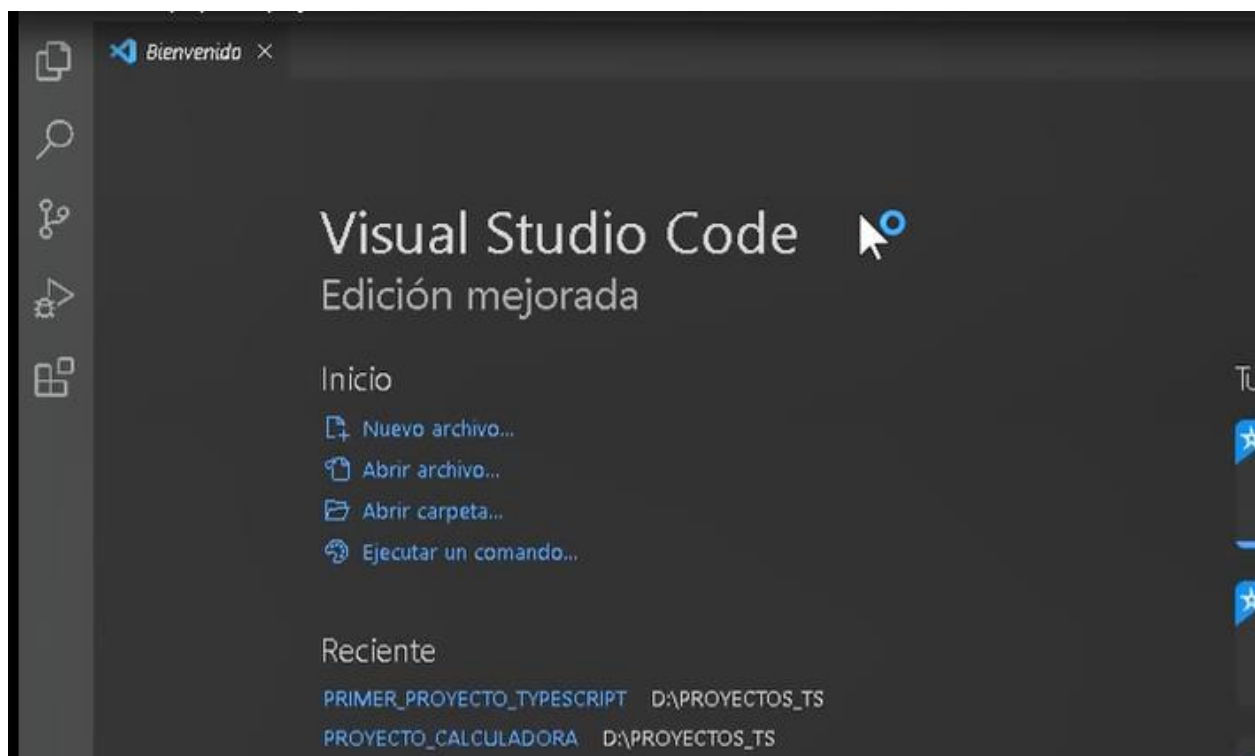 Bienvenido
Visual Studio Code
Edición mejorada
Inicio
Nuevo archivo...
Abrir archivo...
Abrir carpeta...
Ejecutar un comando...
Reciente
PRIMER_PROYECTO_TYPESCRIPT D:\PROYECTOS_TS
PROYECTO_CALCULADORA D:\PROYECTOS_TS